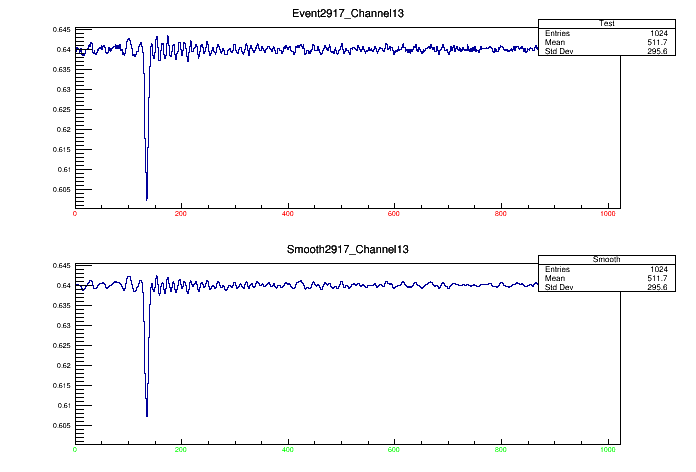 Event2917_Channel13
Test
Entries 1024
Mean 511.7
Std Dev 295.6
0.645
0.64
0.635
0.63
0.625
0.62
0.615
0.61
0.605
0 200 400 600 800 1000
Smooth2917_Channel13
Smooth
Entries 1024
Mean 511.7
Std Dev 295.6
0.645
0.64
0.635
0.63
0.625
0.62
0.615
0.61
0.605
0 200 400 600 800 1000